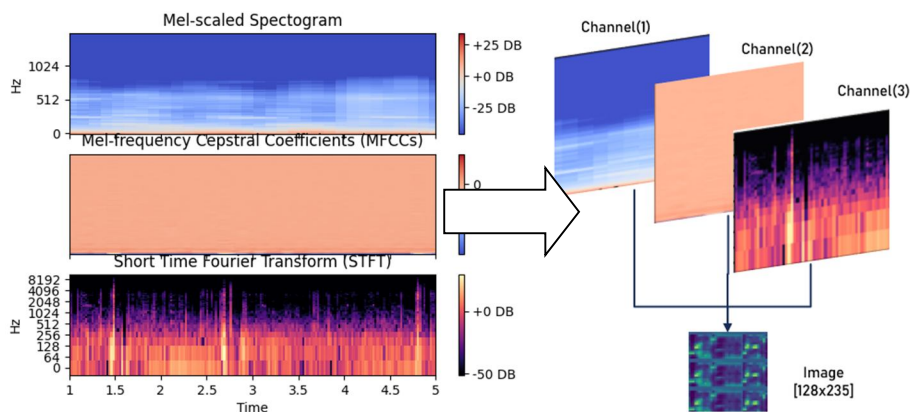 Mel-scaled Spectogram
1024
512
0
Hz
+25 DB
+0 DB
-25 DB
Mel-frequency Cepstral Coefficients (MFCCs)
0
Short Time Fourier Transform (STFT)
8192
4096
2048
1024
512
256
128
64
0
Hz
+0 DB
-50 DB
1 1.5 2 2.5 3 3.5 4 4.5 5
Time
Channel(1)
Channel(2)
Channel(3)
Image
[128x235]